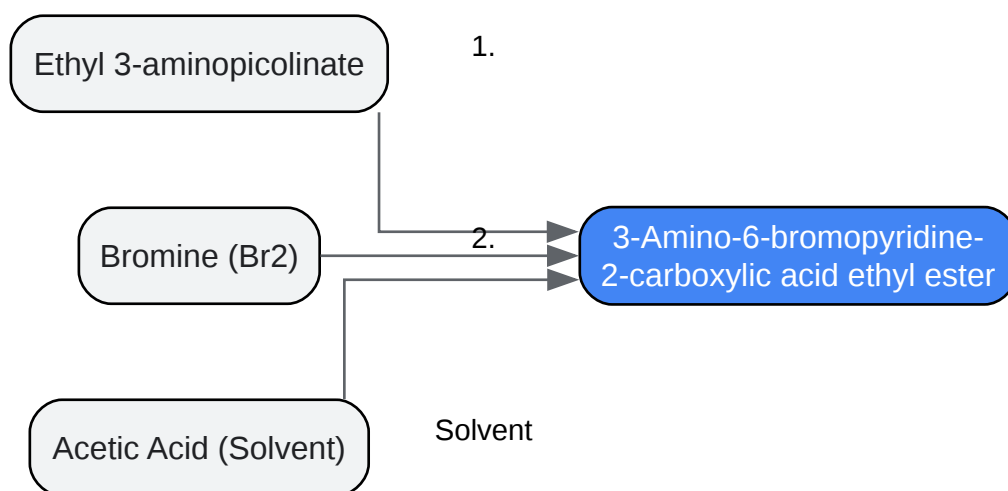 Ethyl 3-aminopicolinate
1.
Bromine (Br2)
2.
3-Amino-6-bromopyridine-
2-carboxylic acid ethyl ester
Acetic Acid (Solvent)
Solvent